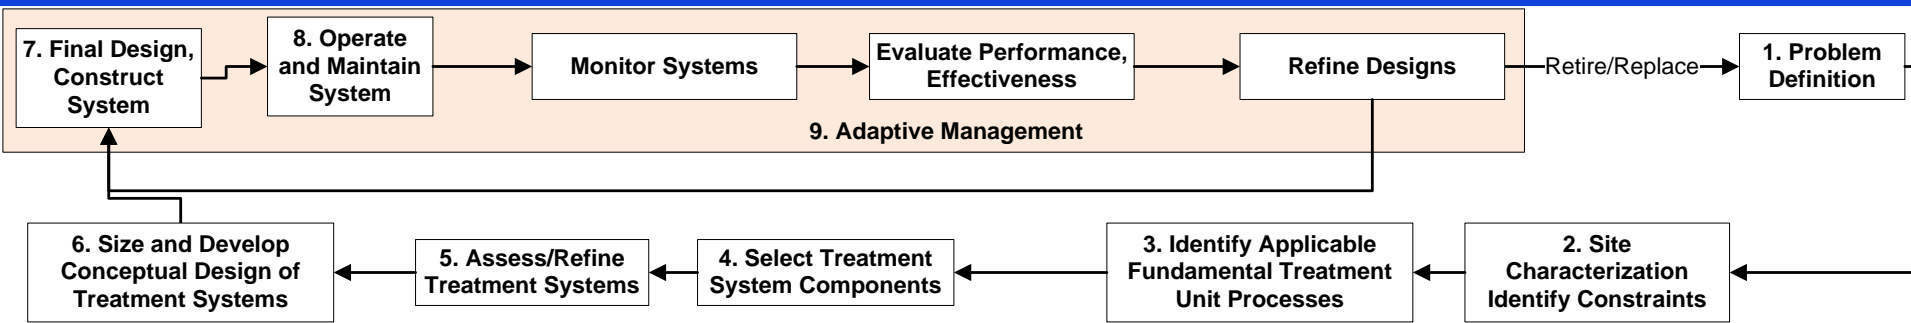 7. Final Design,
Construct
System
8. Operate
and Maintain
System
Monitor Systems
Evaluate Performance,
Effectiveness
Refine Designs
Retire/Replace
1. Problem
Definition
9. Adaptive Management
6. Size and Develop
Conceptual Design of
Treatment Systems
5. Assess/Refine
Treatment Systems
4. Select Treatment
System Components
3. Identify Applicable
Fundamental Treatment
Unit Processes
2. Site
Characterization
Identify Constraints